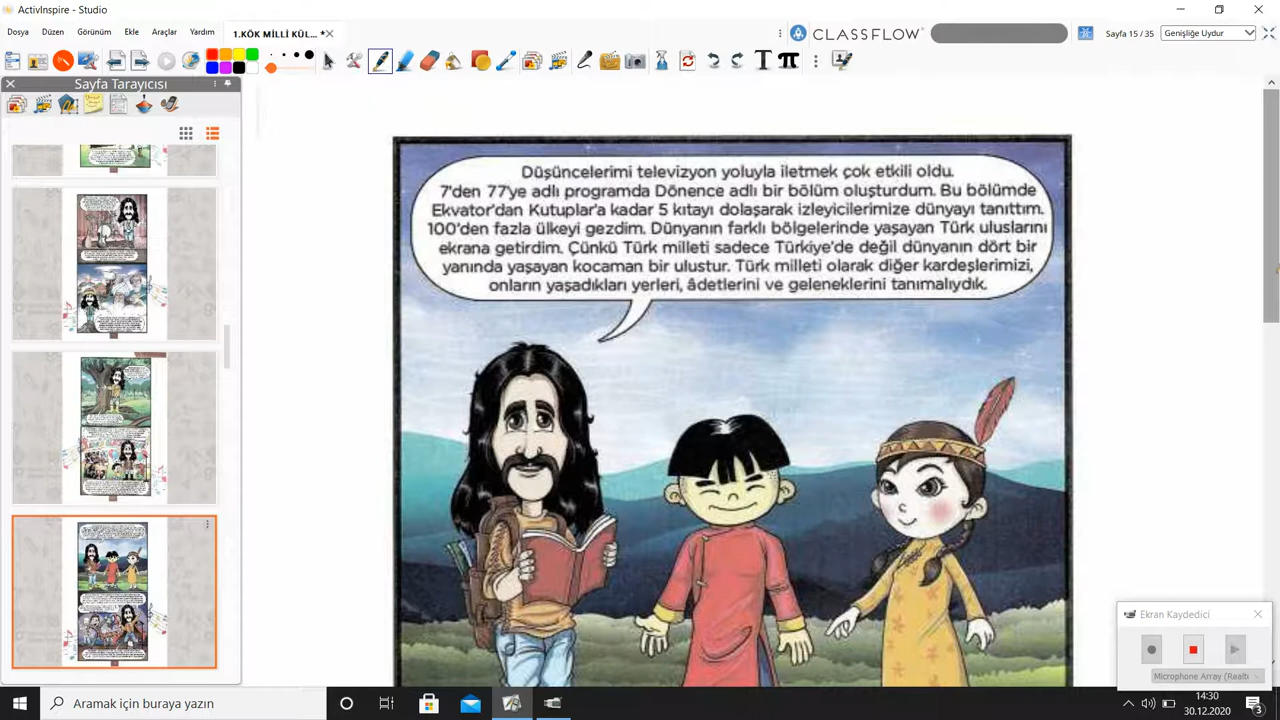 ActivInspire - Studio
Dosya Düzen Görünüm Ekle Araçlar Yardım
1.KÖK MİLLİ KÜL... *
CLASSFLOW
Sayfa 15 / 35
Genişliğe Uydur
Sayfa Tarayıcısı
Düşüncelerimi televizyon yoluyla iletmek çok etkili oldu.
7'den 77'ye adlı programda Dönence adlı bir bölüm oluşturdum. Bu bölümde
Ekvator'dan Kutuplar'a kadar 5 kıtayı dolaşarak izleyicilerimize dünyayı tanıttım.
100'den fazla ülkeyi gezdim. Dünyanın farklı bölgelerinde yaşayan Türk uluslarını
ekrana getirdim. Çünkü Türk milleti sadece Türkiye'de değil dünyanın dört bir
yanında yaşayan kocaman bir ulustur. Türk milleti olarak diğer kardeşlerimizi,
onların yaşadıkları yerleri, âdetlerini ve geleneklerini tanımalıydık.
Ekran Kaydedici
Microphone Array (Realt
Aramak için buraya yazın
14:30
30.12.2020
3